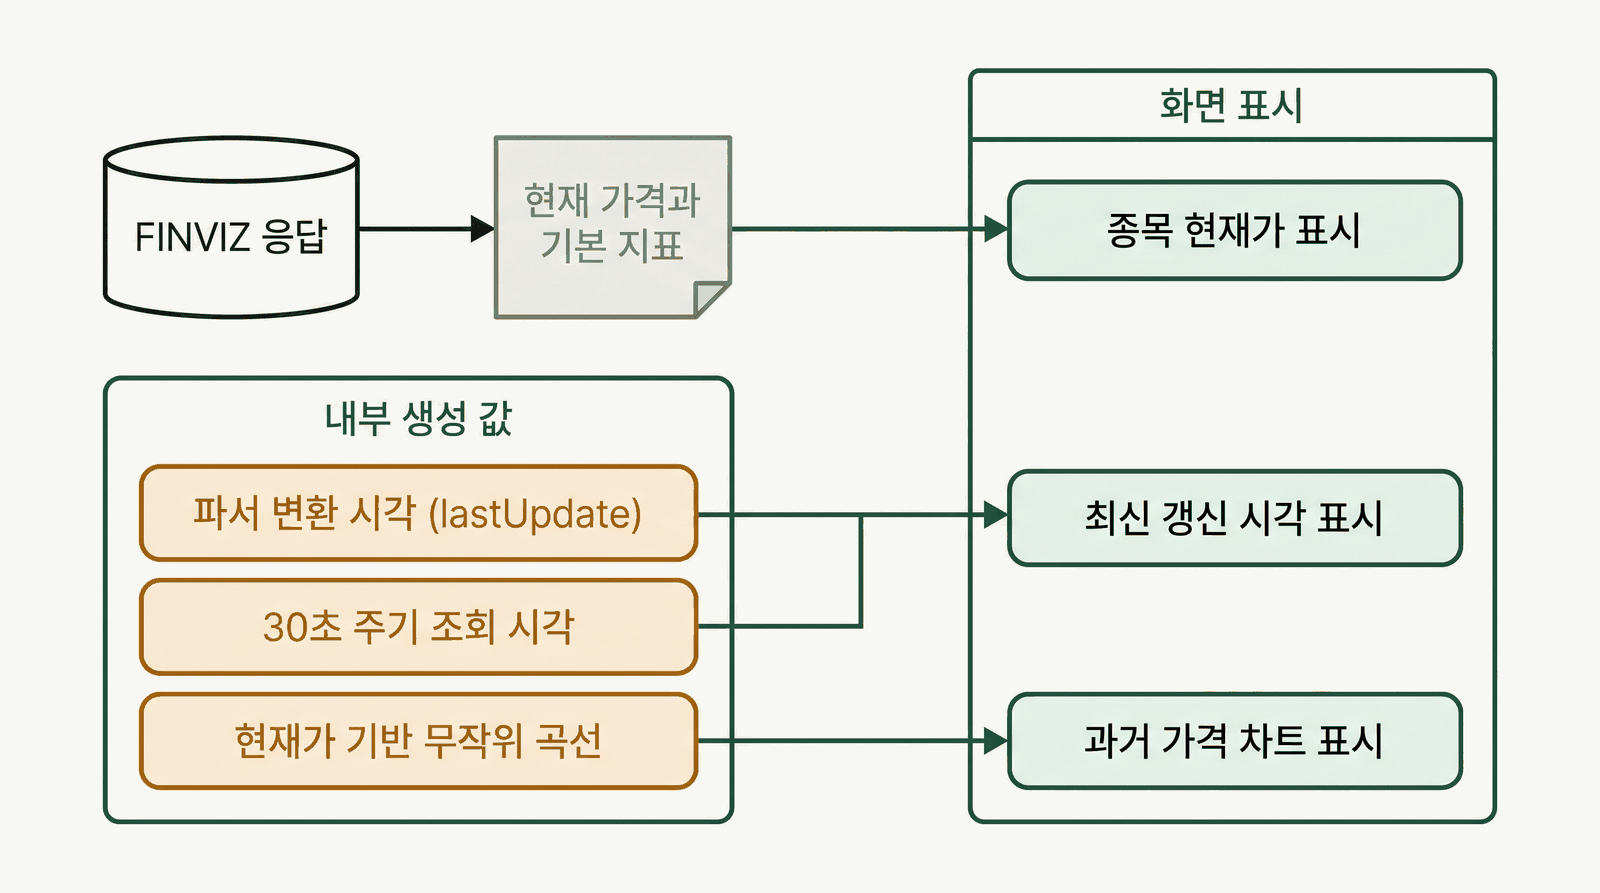 화면 표시
FINVIZ 응답
현재 가격과
기본 지표
종목 현재가 표시
내부 생성 값
파서 변환 시각 (lastUpdate)
최신 갱신 시각 표시
30초 주기 조회 시각
현재가 기반 무작위 곡선
과거 가격 차트 표시